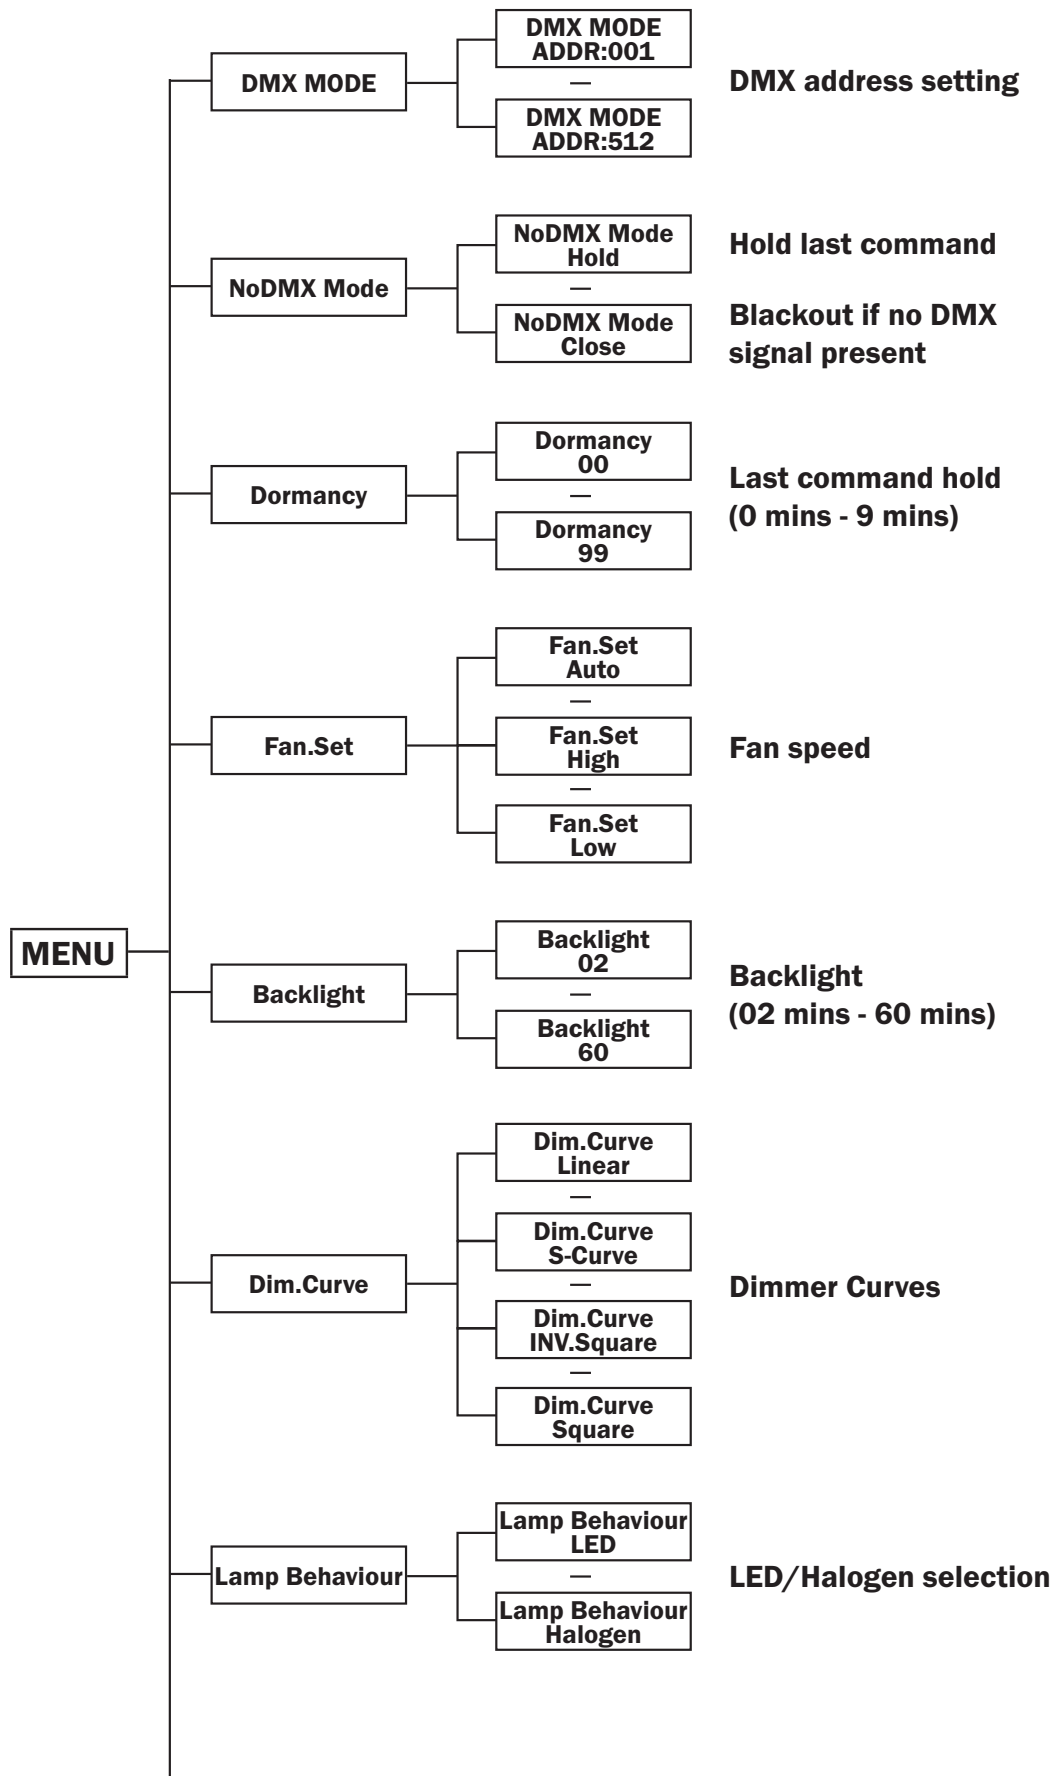 DMX MODE
DMX MODE
ADDR:001
—
DMX MODE
ADDR:512
DMX address setting
NoDMX Mode
NoDMX Mode
Hold
—
NoDMX Mode
Close
Hold last command
Blackout if no DMX
signal present
Dormancy
Dormancy
00
—
Dormancy
99
Last command hold
(0 mins - 9 mins)
Fan.Set
Fan.Set
Auto
—
Fan.Set
High
—
Fan.Set
Low
Fan speed
MENU
Backlight
Backlight
02
—
Backlight
60
Backlight
(02 mins - 60 mins)
Dim.Curve
Dim.Curve
Linear
—
Dim.Curve
S-Curve
—
Dim.Curve
INV.Square
—
Dim.Curve
Square
Dimmer Curves
Lamp Behaviour
Lamp Behaviour
LED
—
Lamp Behaviour
Halogen
LED/Halogen selection